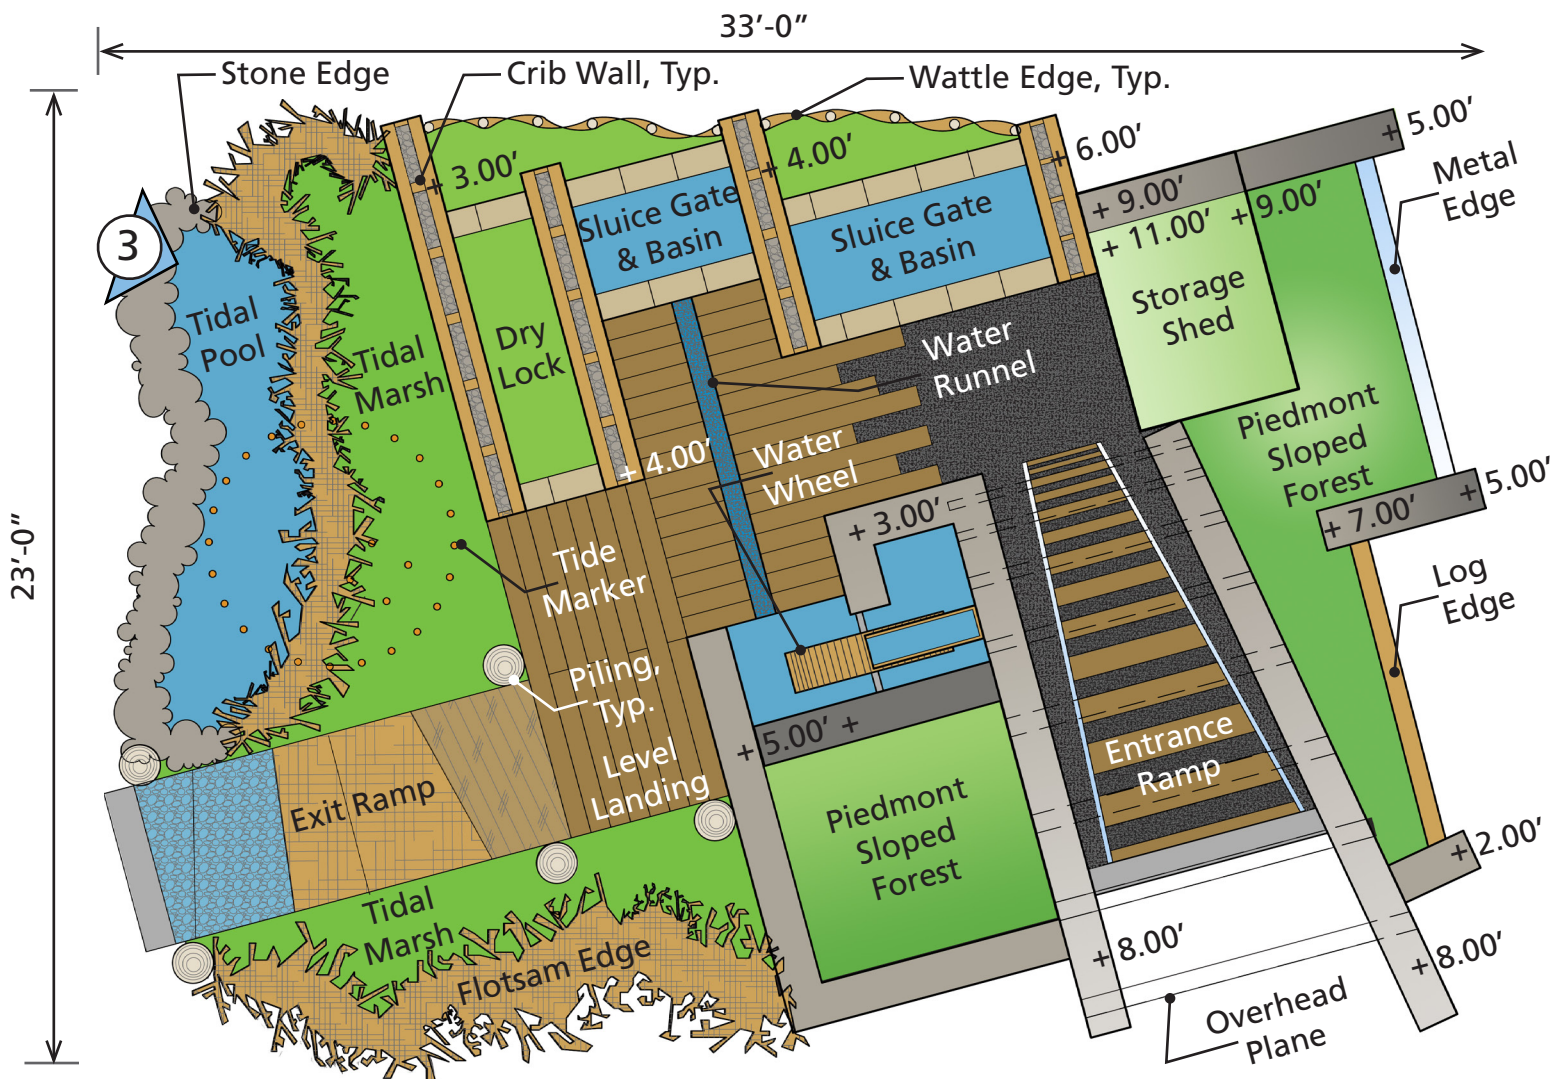 33'-0"
Stone Edge
Crib Wall, Typ.
Wattle Edge, Typ.
5.00'
6.00'
4.00'
3.00'
Metal
Edge
+ 9.00'
+ 9.00'
+ 11.00'
Sluice Gate
& Basin
Sluice Gate
& Basin
3
Storage
Shed
Tidal
Pool
Tidal
Marsh
Dry
Lock
Water
Runnel
Piedmont
Sloped
Forest
+ 4.00'
Water
Wheel
+ 5.00'
+ 7.00'
+ 3.00'
23'-0"
Tide
Marker
Log
Edge
Piling,
Typ.
+ 5.00' +
Level
Landing
Entrance
Ramp
Exit Ramp
Piedmont
Sloped
Forest
+ 2.00'
Tidal
Marsh
Flotsam Edge
+ 8.00'
+ 8.00'
Overhead
Plane